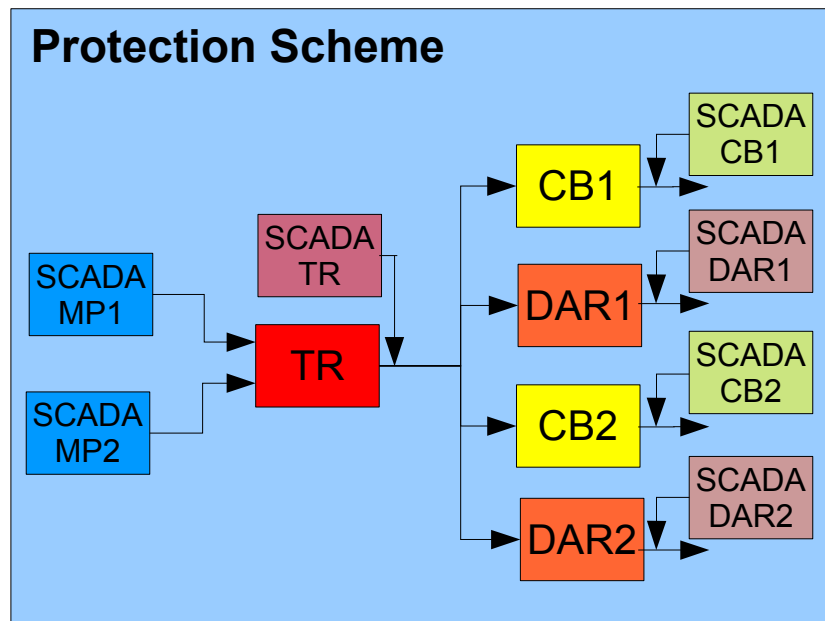 Protection Scheme
SCADA
CB1
CB1
SCADA
DAR1
SCADA
TR
SCADA
MP1
DAR1
TR
SCADA
CB2
SCADA
MP2
CB2
SCADA
DAR2
DAR2